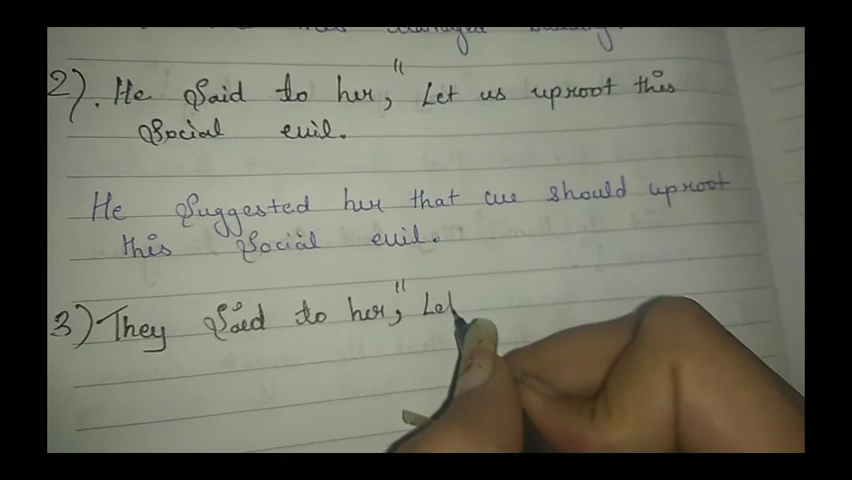 2). He Said to her, " Let us uproot this
Social evil.
He Suggested her that we should uproot
this Social evil.
3) They Said to her, " Let